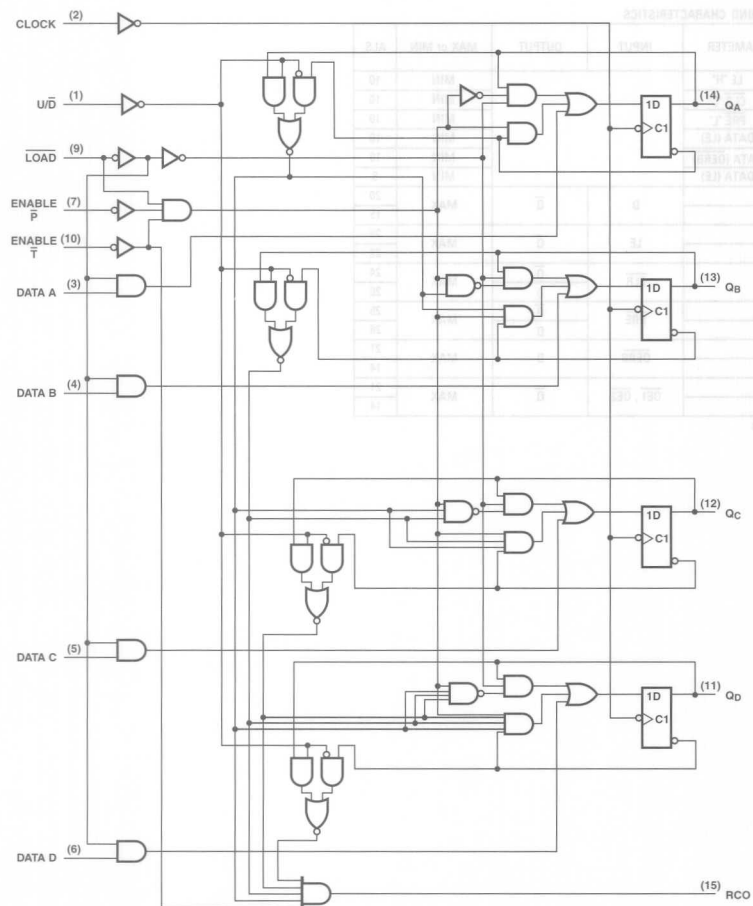 CLOCK (2)
U/D̅ (1)
L̅O̅A̅D̅ (9)
ENABLE P̅ (7)
ENABLE T̅ (10)
DATA A (3)
1D
C1
(14) QA
DATA B (4)
1D
C1
(13) QB
1D
C1
(12) QC
DATA C (5)
1D
C1
(11) QD
DATA D (6)
(15) RCO